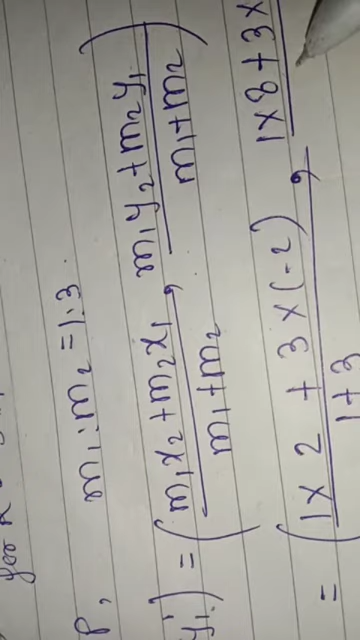 P, m₁:m₂ = 1:3
y₁') = (m₁x₂+m₂x₁/m₁+m₂, m₁y₂+m₂y₁/m₁+m₂)
= (1×2 + 3×(-2)/1+3, 1×8+3×